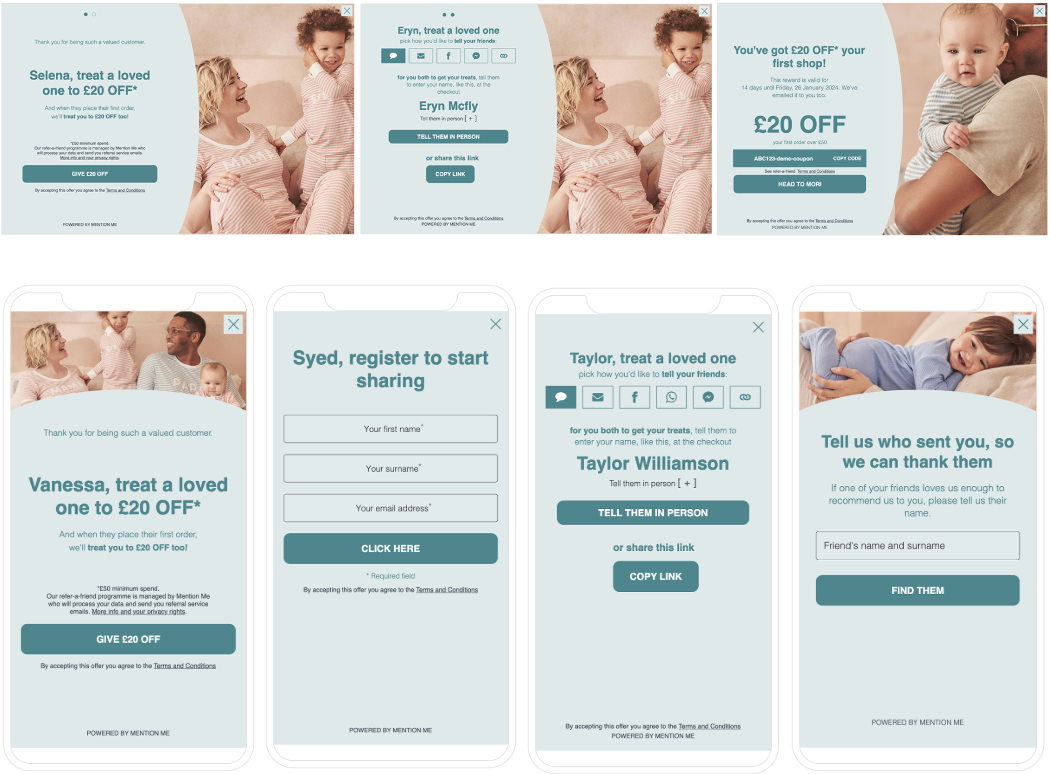 Thank you for being such a valued customer.
Selena, treat a loved
one to £20 OFF*
And when they place their first order,
we'll treat you to £20 OFF too!
*£50 minimum spend.
Our refer-a-friend programme is managed by Mention Me who
will process your data and send you referral service emails.
More info and your privacy rights.
GIVE £20 OFF
By accepting this offer you agree to the Terms and Conditions
POWERED BY MENTION ME
MAMA
Eryn, treat a loved one
pick how you'd like to tell your friends:
for you both to get your treats, tell them
to enter your name, like this, at the
checkout!
Eryn Mcfly
Tell them in person [ + ]
TELL THEM IN PERSON
or share this link
COPY LINK
By accepting this offer you agree to the Terms and Conditions
POWERED BY MENTION ME
MAMA
You've got £20 OFF* your
first shop!
This reward is valid for
14 days until Friday, 26 January 2024. We've
emailed it to you too.
£20 OFF
your first order over £50
ABC123-demo-coupon COPY CODE
See refer-a-friend Terms and Conditions
HEAD TO MORI
By accepting this offer you agree to the Terms and Conditions
POWERED BY MENTION ME
MAMA
PAPA
Thank you for being such a valued customer.
Vanessa, treat a loved
one to £20 OFF*
And when they place their first order,
we'll treat you to £20 OFF too!
*£50 minimum spend.
Our refer-a-friend programme is managed by Mention Me
who will process your data and send you referral service
emails. More info and your privacy rights.
GIVE £20 OFF
By accepting this offer you agree to the Terms and Conditions
POWERED BY MENTION ME
Syed, register to start
sharing
Your first name*
Your surname*
Your email address*
CLICK HERE
* Required field
By accepting this offer you agree to the Terms and Conditions
POWERED BY MENTION ME
Taylor, treat a loved one
pick how you'd like to tell your friends:
for you both to get your treats, tell them to
enter your name, like this, at the checkout
Taylor Williamson
Tell them in person [ + ]
TELL THEM IN PERSON
or share this link
COPY LINK
By accepting this offer you agree to the Terms and Conditions
POWERED BY MENTION ME
Tell us who sent you, so
we can thank them
If one of your friends loves us enough to
recommend us to you, please tell us their
name.
Friend's name and surname
FIND THEM
POWERED BY MENTION ME